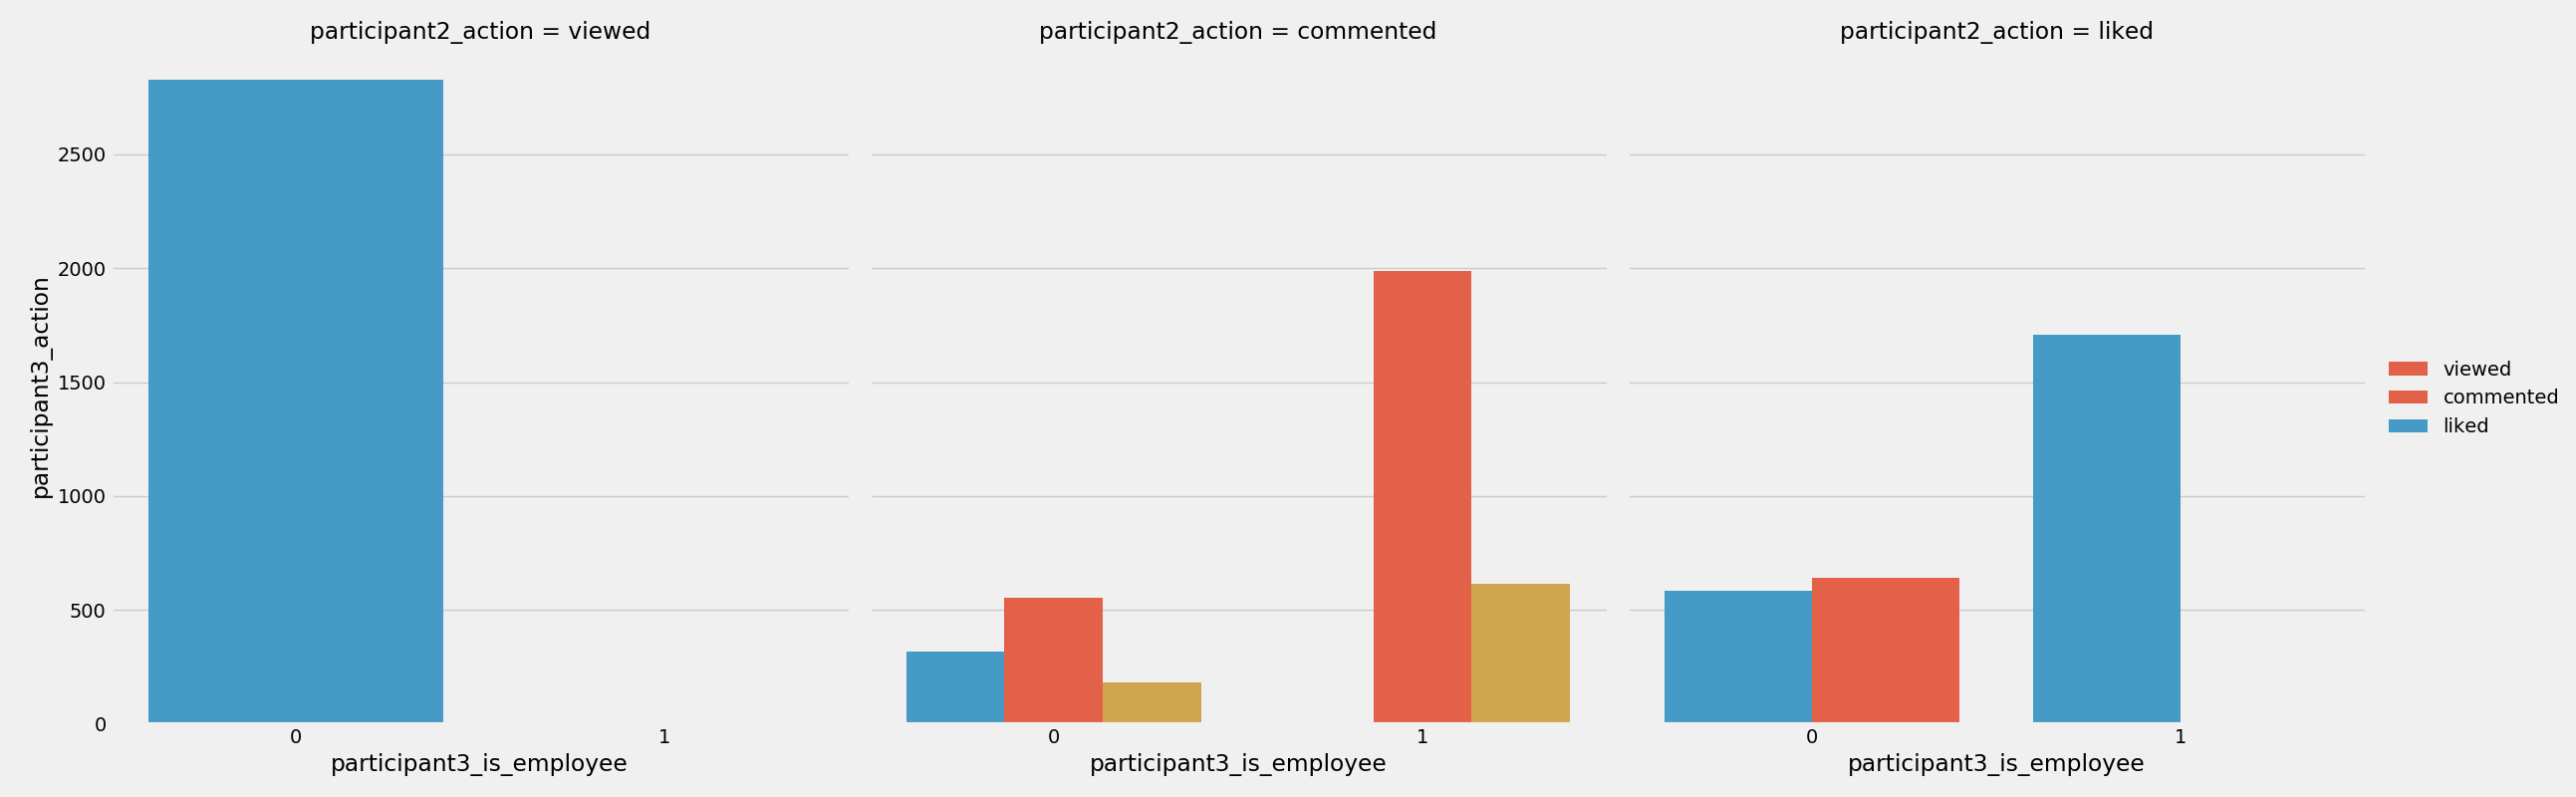 participant2_action = viewed
participant2_action = commented
participant2_action = liked
participant3_action
2500
2000
1500
1000
500
0
0
1
0
1
0
1
participant3_is_employee
participant3_is_employee
participant3_is_employee
viewed
commented
liked